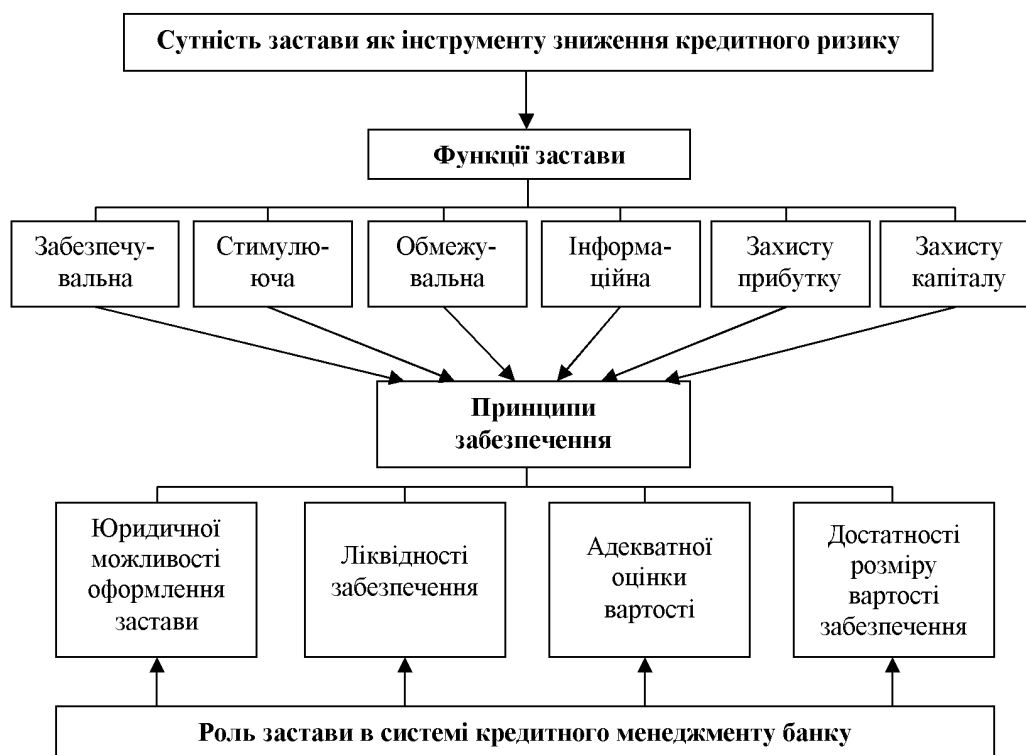 Сутність застави як інструменту зниження кредитного ризику
Функції застави
Забезпечу-
вальна
Стимулю-
юча
Обмежу-
вальна
Інформа-
ційна
Захисту
прибутку
Захисту
капіталу
Принципи
забезпечення
Юридичної
можливості
оформлення
застави
Ліквідності
забезпечення
Адекватної
оцінки
вартості
Достатності
розміру
вартості
забезпечення
Роль застави в системі кредитного менеджменту банку